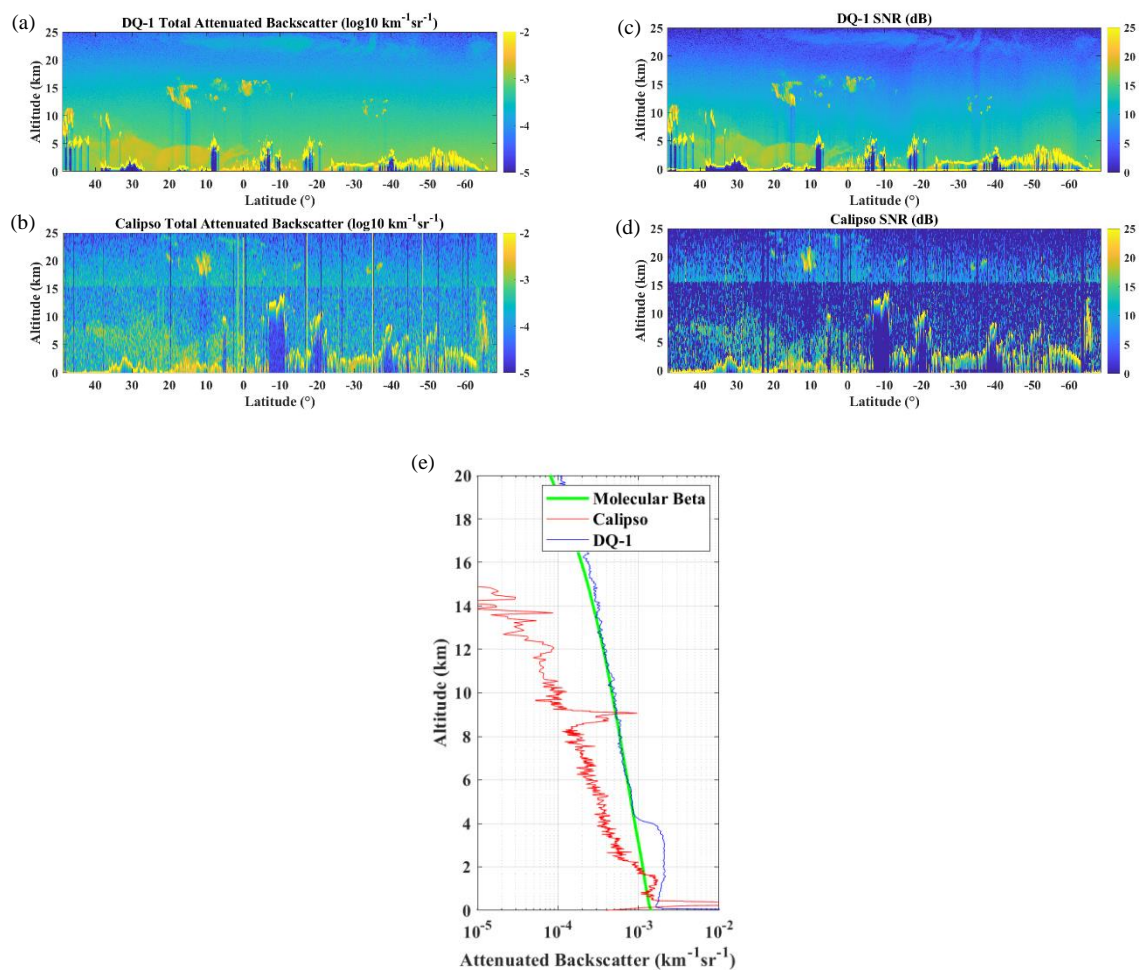 (a)
DQ-1 Total Attenuated Backscatter (log10 km⁻¹sr⁻¹)
25
20
15
10
5
0
Altitude (km)
40 30 20 10 0 -10 -20 -30 -40 -50 -60
Latitude (°)
-2
-3
-4
-5
(c)
DQ-1 SNR (dB)
25
20
15
10
5
0
Altitude (km)
40 30 20 10 0 -10 -20 -30 -40 -50 -60
Latitude (°)
25
20
15
10
5
0
(b)
Calipso Total Attenuated Backscatter (log10 km⁻¹sr⁻¹)
25
20
15
10
5
0
Altitude (km)
40 30 20 10 0 -10 -20 -30 -40 -50 -60
Latitude (°)
-2
-3
-4
-5
(d)
Calipso SNR (dB)
25
20
15
10
5
0
Altitude (km)
40 30 20 10 0 -10 -20 -30 -40 -50 -60
Latitude (°)
25
20
15
10
5
0
(e)
20
18
16
14
12
10
8
6
4
2
0
Altitude (km)
Molecular Beta
Calipso
DQ-1
10⁻⁵ 10⁻⁴ 10⁻³ 10⁻²
Attenuated Backscatter (km⁻¹sr⁻¹)